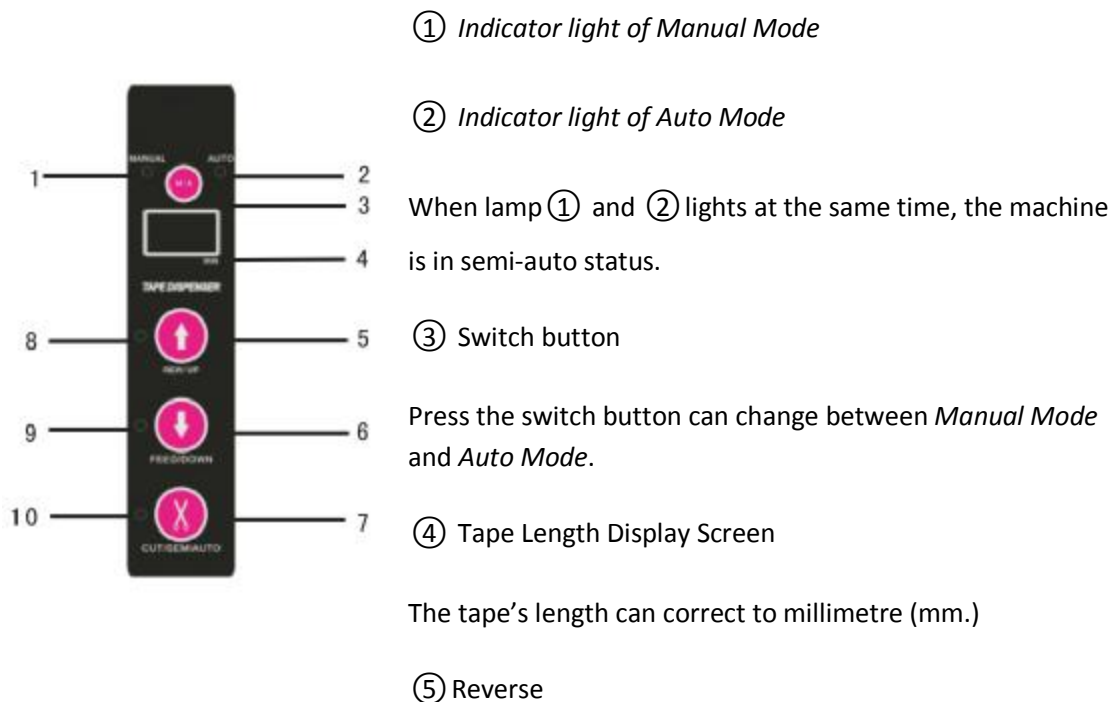 ① Indicator light of Manual Mode
② Indicator light of Auto Mode
When lamp ① and ② lights at the same time, the machine
is in semi-auto status.
③ Switch button
Press the switch button can change between Manual Mode
and Auto Mode.
④ Tape Length Display Screen
The tape’s length can correct to millimetre (mm.)
⑤ Reverse
MANUAL AUTO
M/A
1 2
3
4
TAPE DISPENSER
8 5
9 6
FEED/DOWN
10 7
CUT/SEMI/AUTO